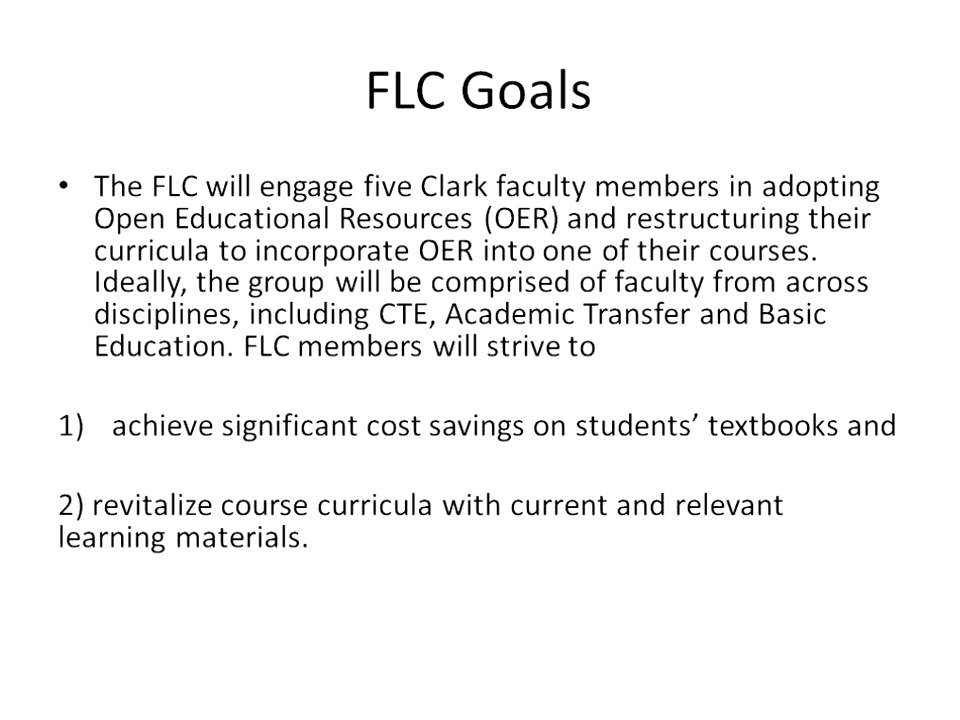 FLC Goals
• The FLC will engage five Clark faculty members in adopting
Open Educational Resources (OER) and restructuring their
curricula to incorporate OER into one of their courses.
Ideally, the group will be comprised of faculty from across
disciplines, including CTE, Academic Transfer and Basic
Education. FLC members will strive to
1) achieve significant cost savings on students’ textbooks and
2) revitalize course curricula with current and relevant
learning materials.